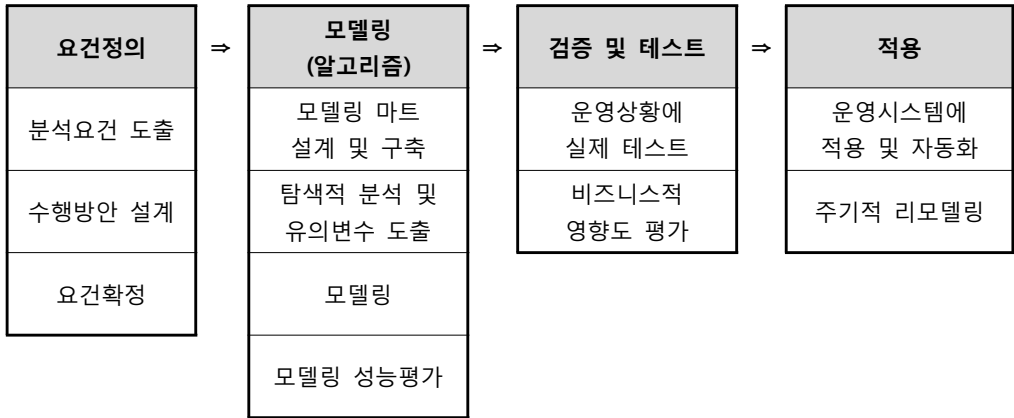 요건정의
⇒
모델링
(알고리즘)
⇒
검증 및 테스트
⇒
적용
분석요건 도출
수행방안 설계
요건확정
모델링 마트
설계 및 구축
탐색적 분석 및
유의변수 도출
모델링
모델링 성능평가
운영상황에
실제 테스트
비즈니스적
영향도 평가
운영시스템에
적용 및 자동화
주기적 리모델링